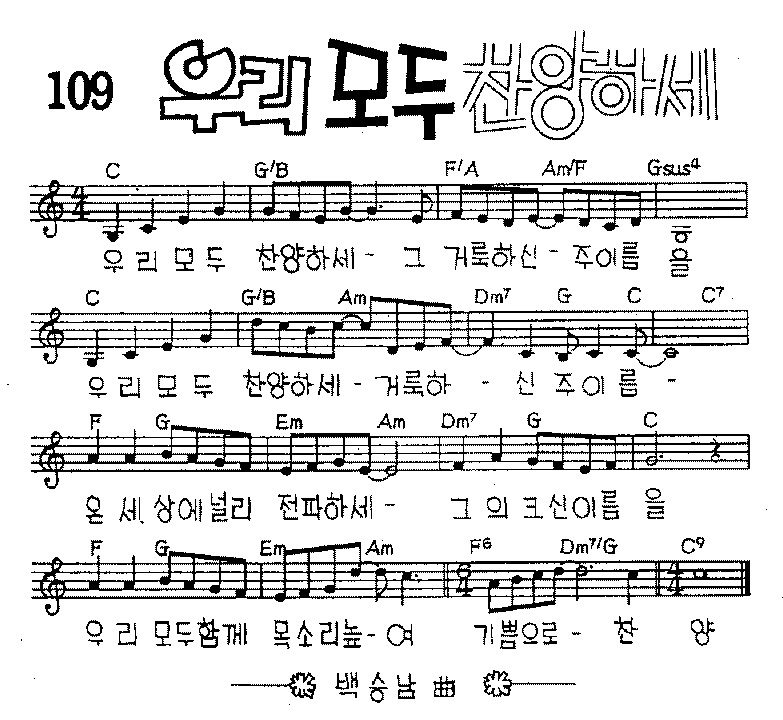 109 우리 모두 찬양하세
C G/B F/A Am/F Gsus4
우 리 모 두 찬양하세- 그 거룩하신- 주이름 을
C G/B Am Dm7 G C C7
우 리 모 두 찬양하세- 거룩하 - 신 주이름 -
F G Em Am Dm7 G C
온 세상에널리 전파하세- 그 의 크신이름 을
F G Em Am F6 Dm7/G C9
우 리 모두함께 목소리높-여 기쁨으로- 찬 양
백승남 曲